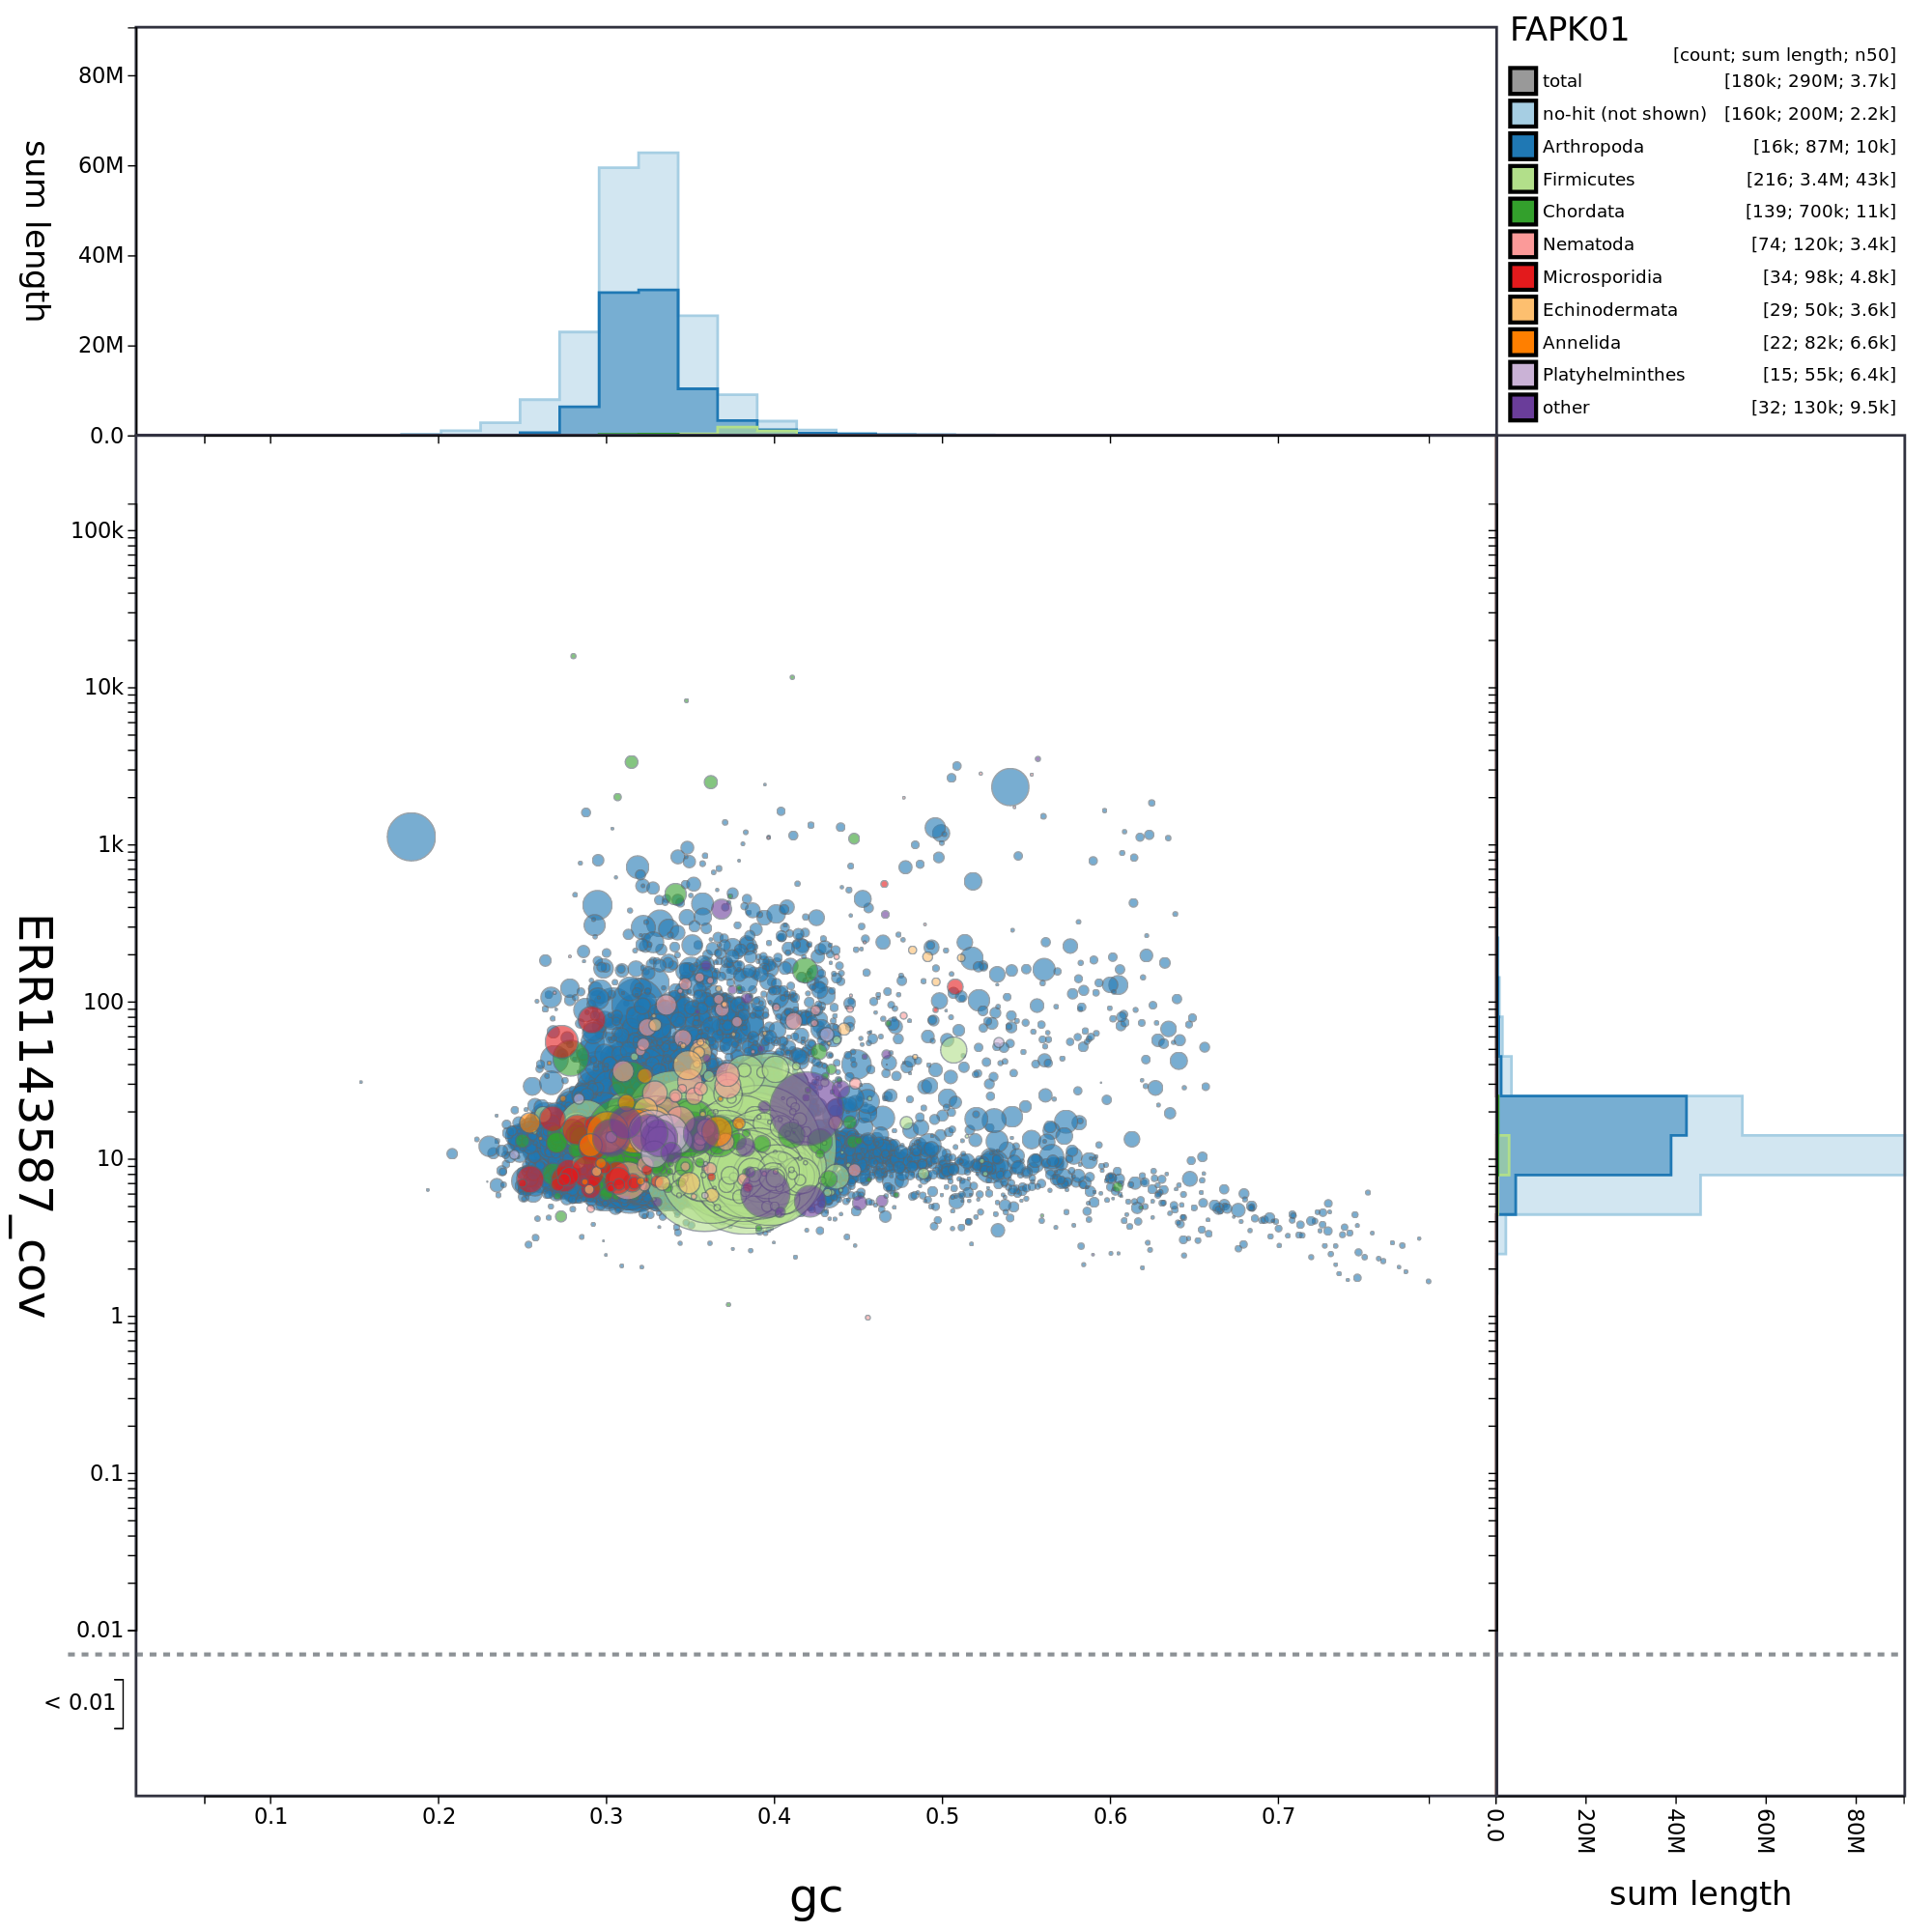 FAPK01
[count; sum length; n50]
total [180k; 290M; 3.7k]
no-hit (not shown) [160k; 200M; 2.2k]
Arthropoda [16k; 87M; 10k]
Firmicutes [216; 3.4M; 43k]
Chordata [139; 700k; 11k]
Nematoda [74; 120k; 3.4k]
Microsporidia [34; 98k; 4.8k]
Echinodermata [29; 50k; 3.6k]
Annelida [22; 82k; 6.6k]
Platyhelminthes [15; 55k; 6.4k]
other [32; 130k; 9.5k]
sum length
80M
60M
40M
20M
0.0
ERR1143587_cov
100k
10k
1k
100
10
1
0.1
0.01
< 0.01
0.1 0.2 0.3 0.4 0.5 0.6 0.7
gc
0.0 20M 40M 60M 80M
sum length